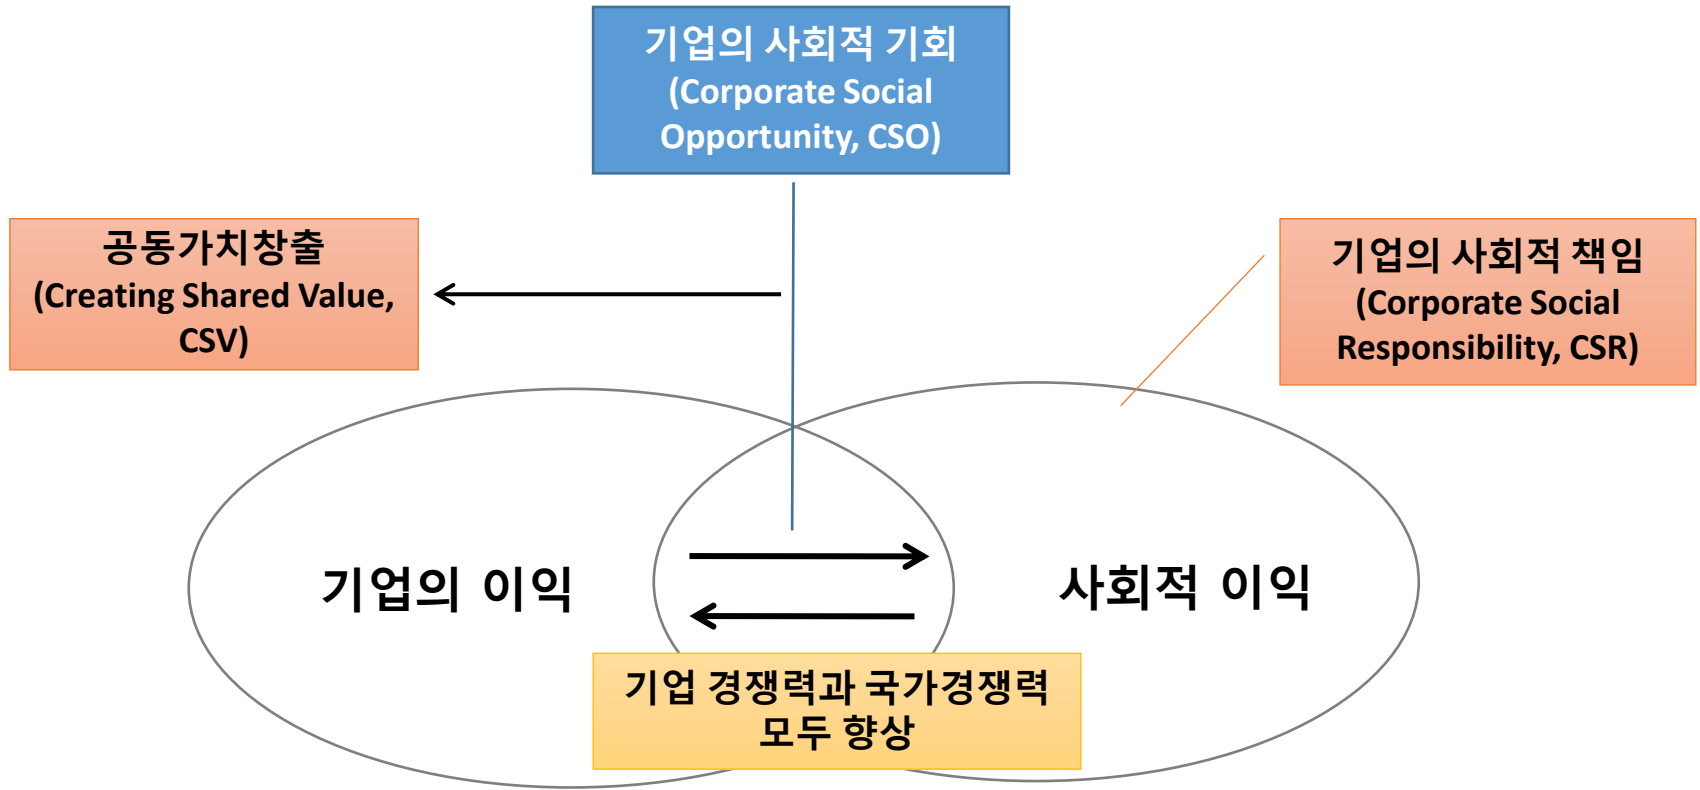 기업의 사회적 기회
(Corporate Social
Opportunity, CSO)
공동가치창출
(Creating Shared Value,
CSV)
기업의 사회적 책임
(Corporate Social
Responsibility, CSR)
기업의 이익
사회적 이익
기업 경쟁력과 국가경쟁력
모두 향상